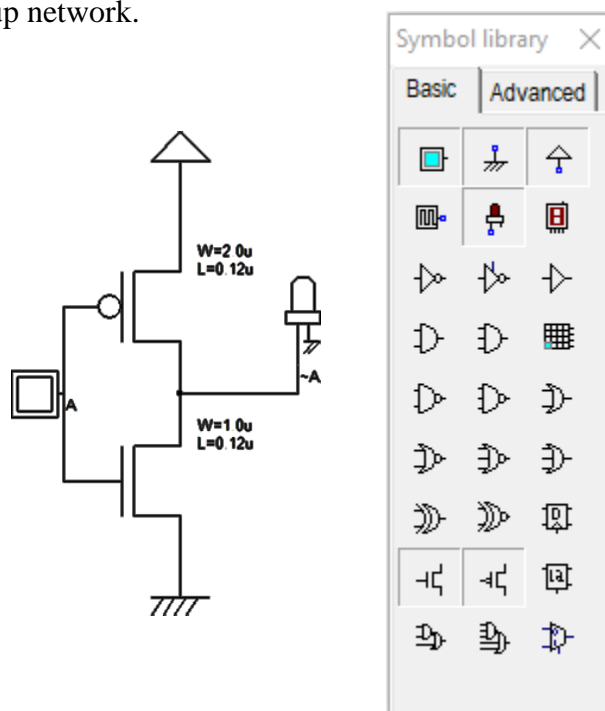 up network.
Symbol library
Basic
Advanced
W=2.0u
L=0.12u
A
~A
W=1.0u
L=0.12u